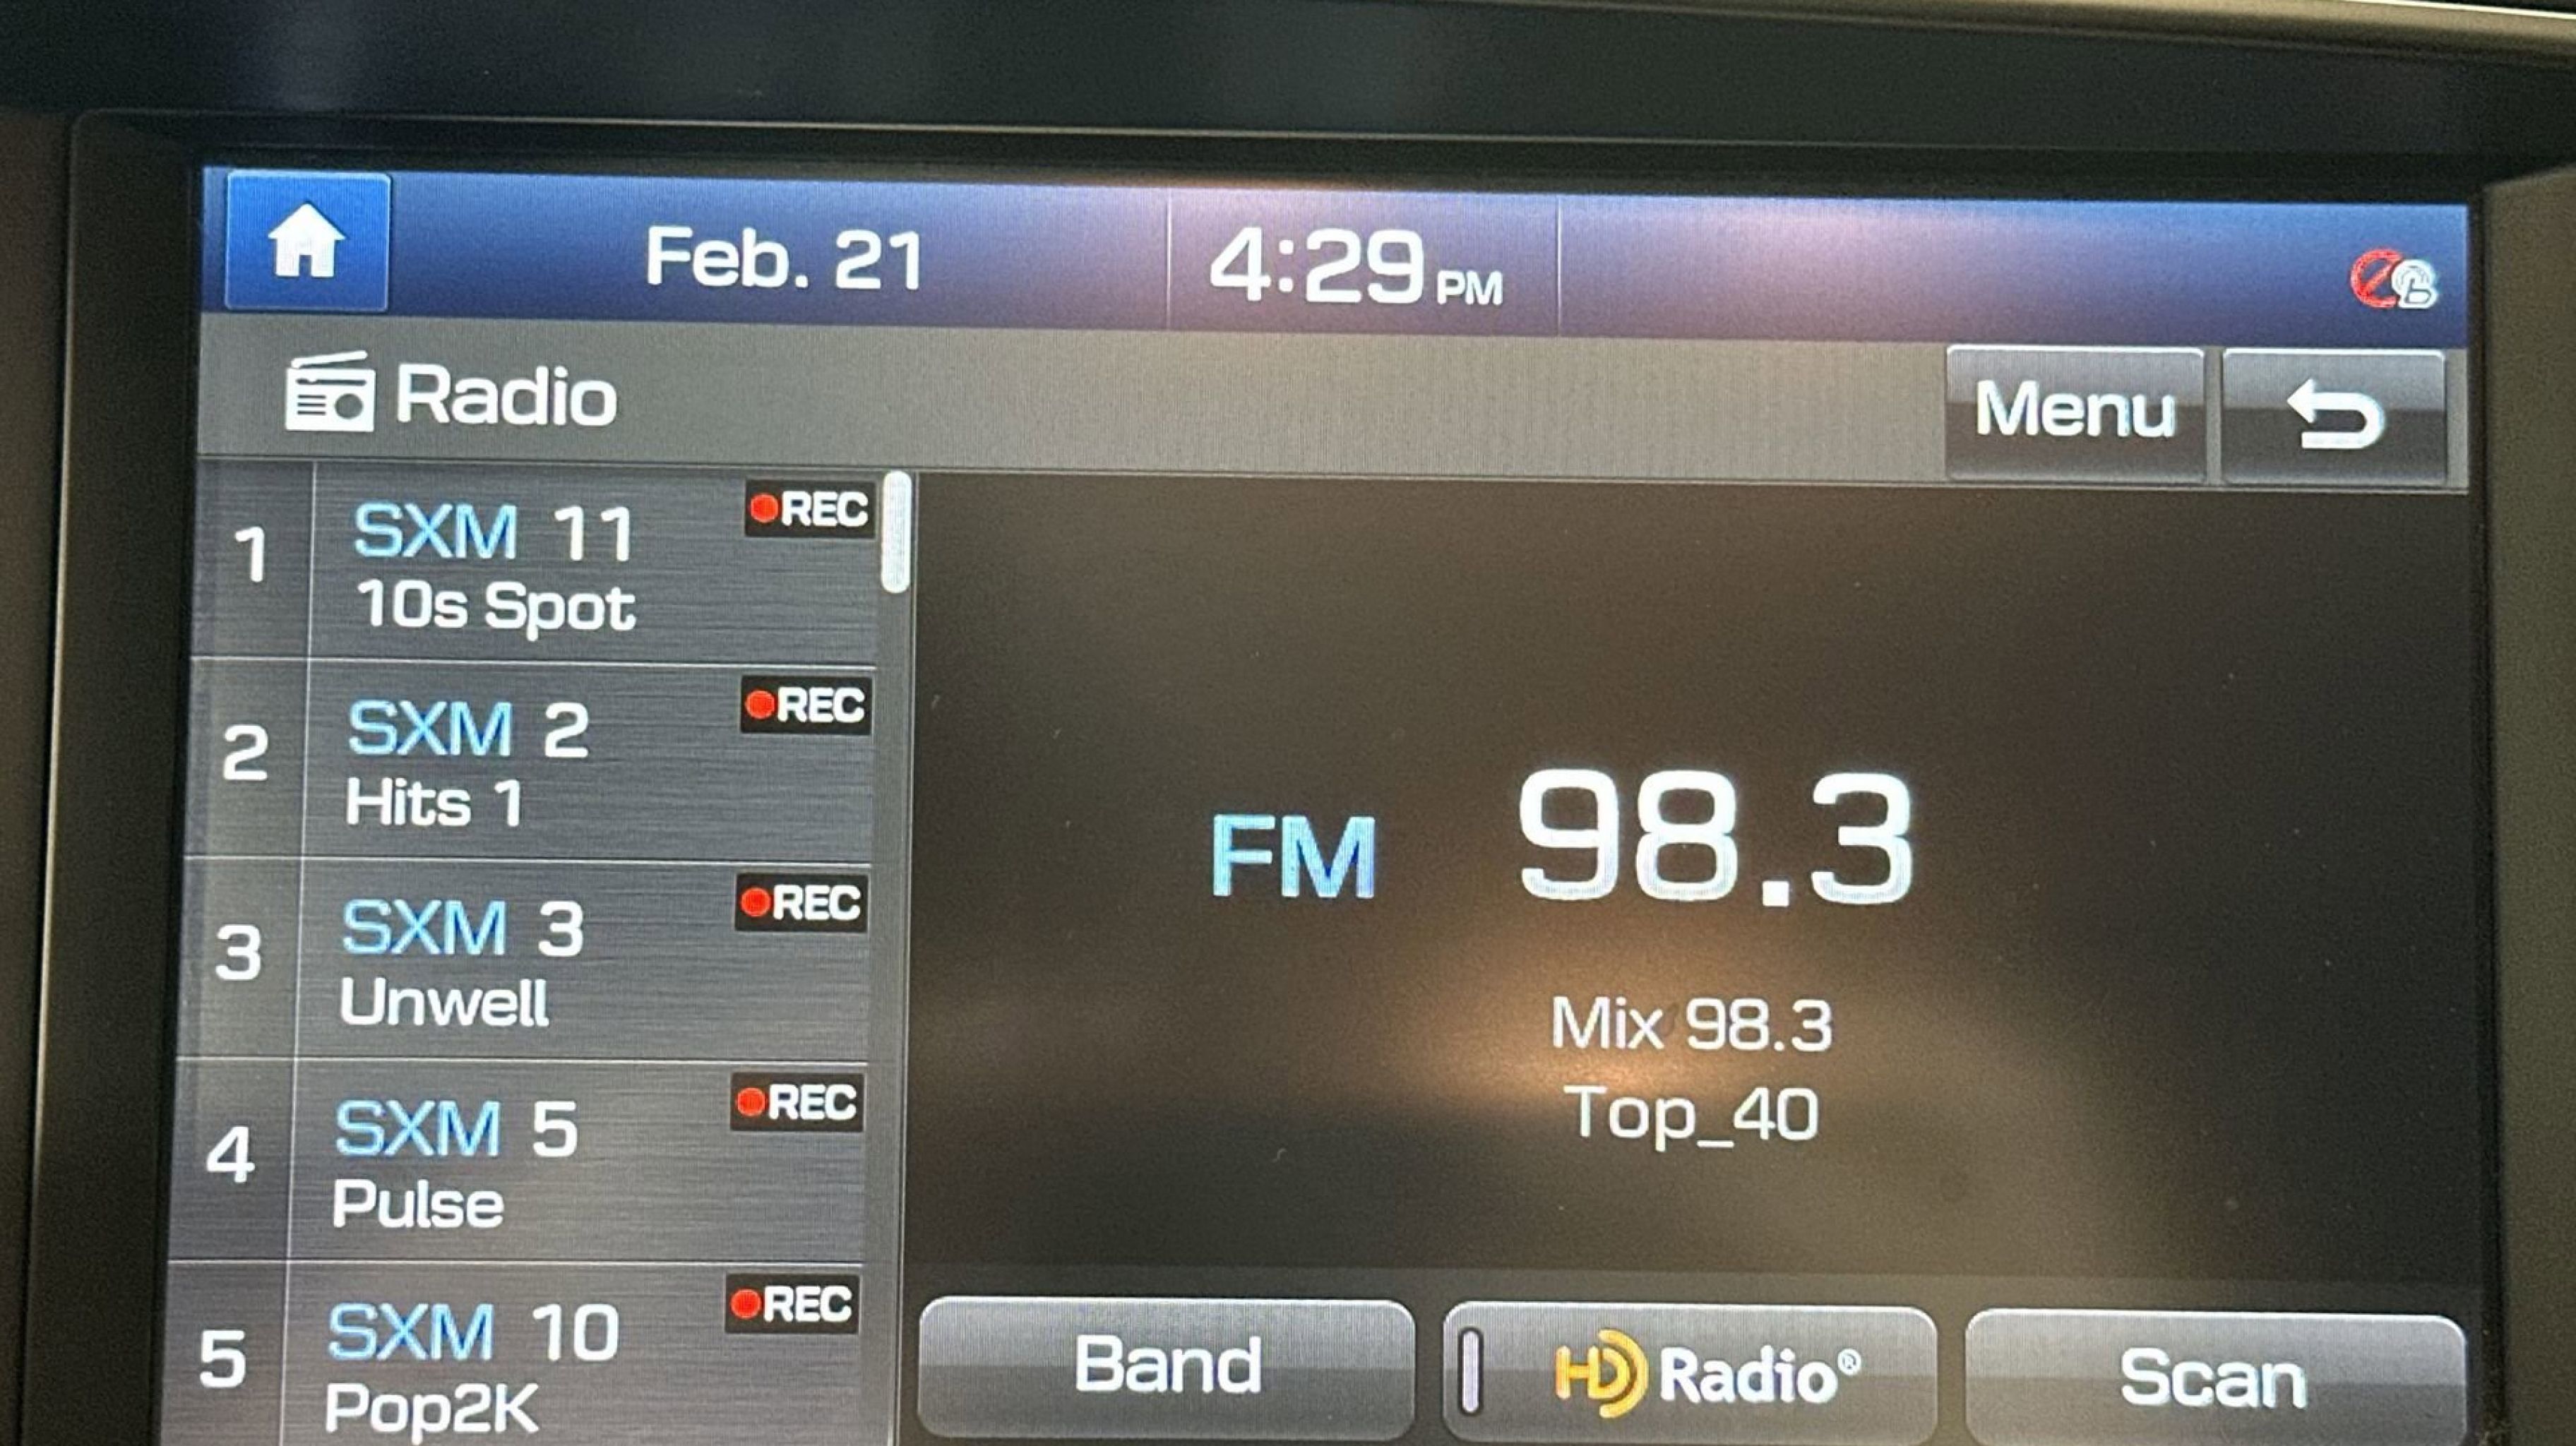 Feb. 21
4:29 PM
Radio
Menu
1
SXM 11
REC
10s Spot
2
SXM 2
REC
Hits 1
3
SXM 3
REC
Unwell
4
SXM 5
REC
Pulse
5
SXM 10
REC
Pop2K
FM 98.3
Mix 98.3
Top_40
Band
HD Radio®
Scan